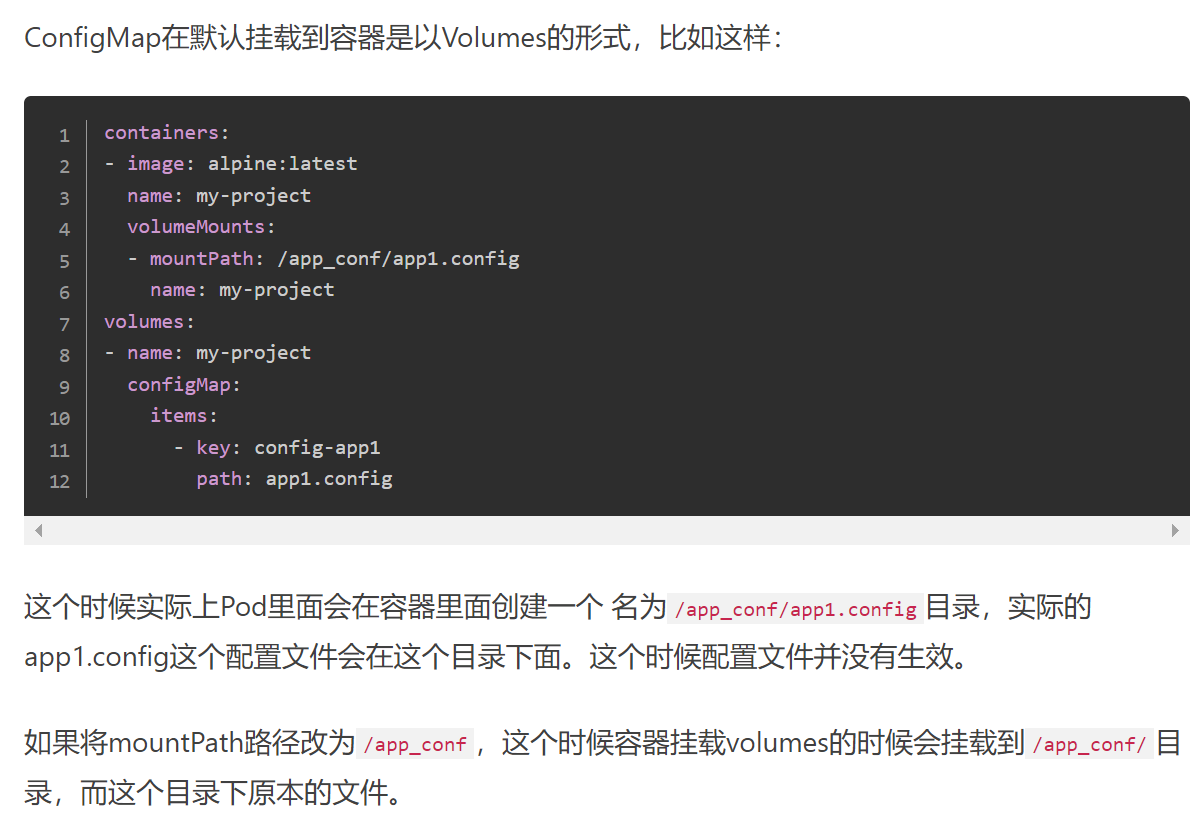 ConfigMap在默认挂载到容器是以Volumes的形式，比如这样：
1 containers:
2 - image: alpine:latest
3   name: my-project
4   volumeMounts:
5   - mountPath: /app_conf/app1.config
6     name: my-project
7 volumes:
8 - name: my-project
9   configMap:
10     items:
11       - key: config-app1
12         path: app1.config
这个时候实际上Pod里面会在容器里面创建一个 名为 /app_conf/app1.config 目录，实际的
app1.config这个配置文件会在这个目录下面。这个时候配置文件并没有生效。
如果将mountPath路径改为 /app_conf ，这个时候容器挂载volumes的时候会挂载到 /app_conf/ 目
录，而这个目录下原本的文件。